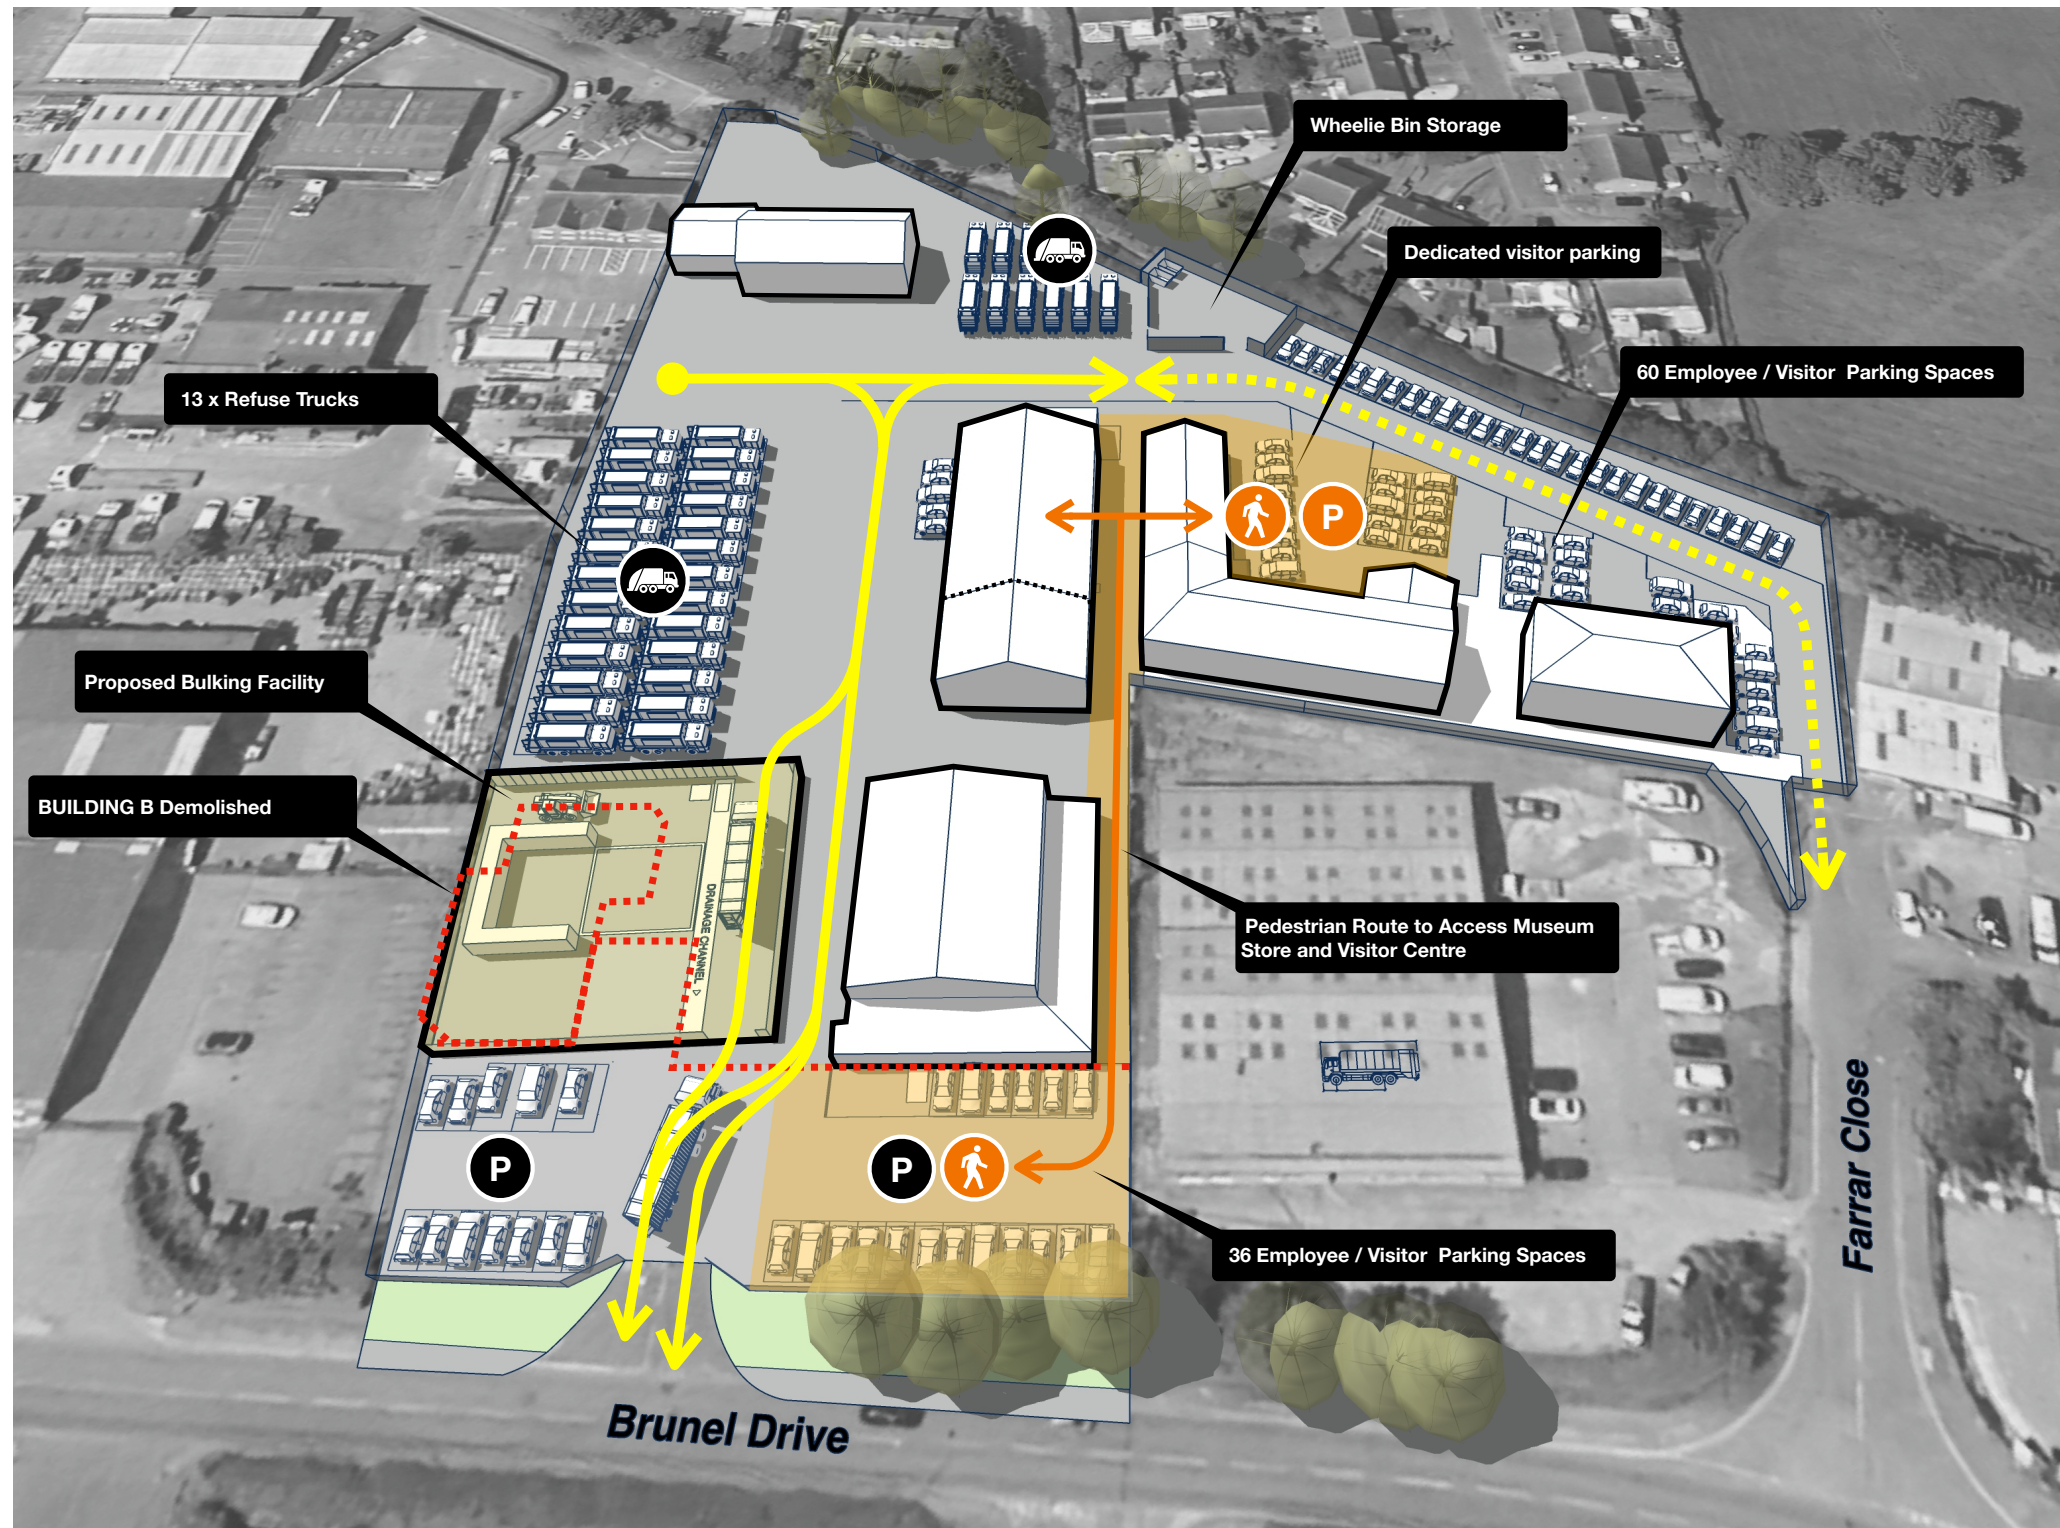 Wheelie Bin Storage
Dedicated visitor parking
60 Employee / Visitor  Parking Spaces
13 x Refuse Trucks
P
Proposed Bulking Facility
BUILDING B Demolished
DRAINAGE CHANNEL
Pedestrian Route to Access Museum
Store and Visitor Centre
P
P
36 Employee / Visitor  Parking Spaces
Farrar Close
Brunel Drive